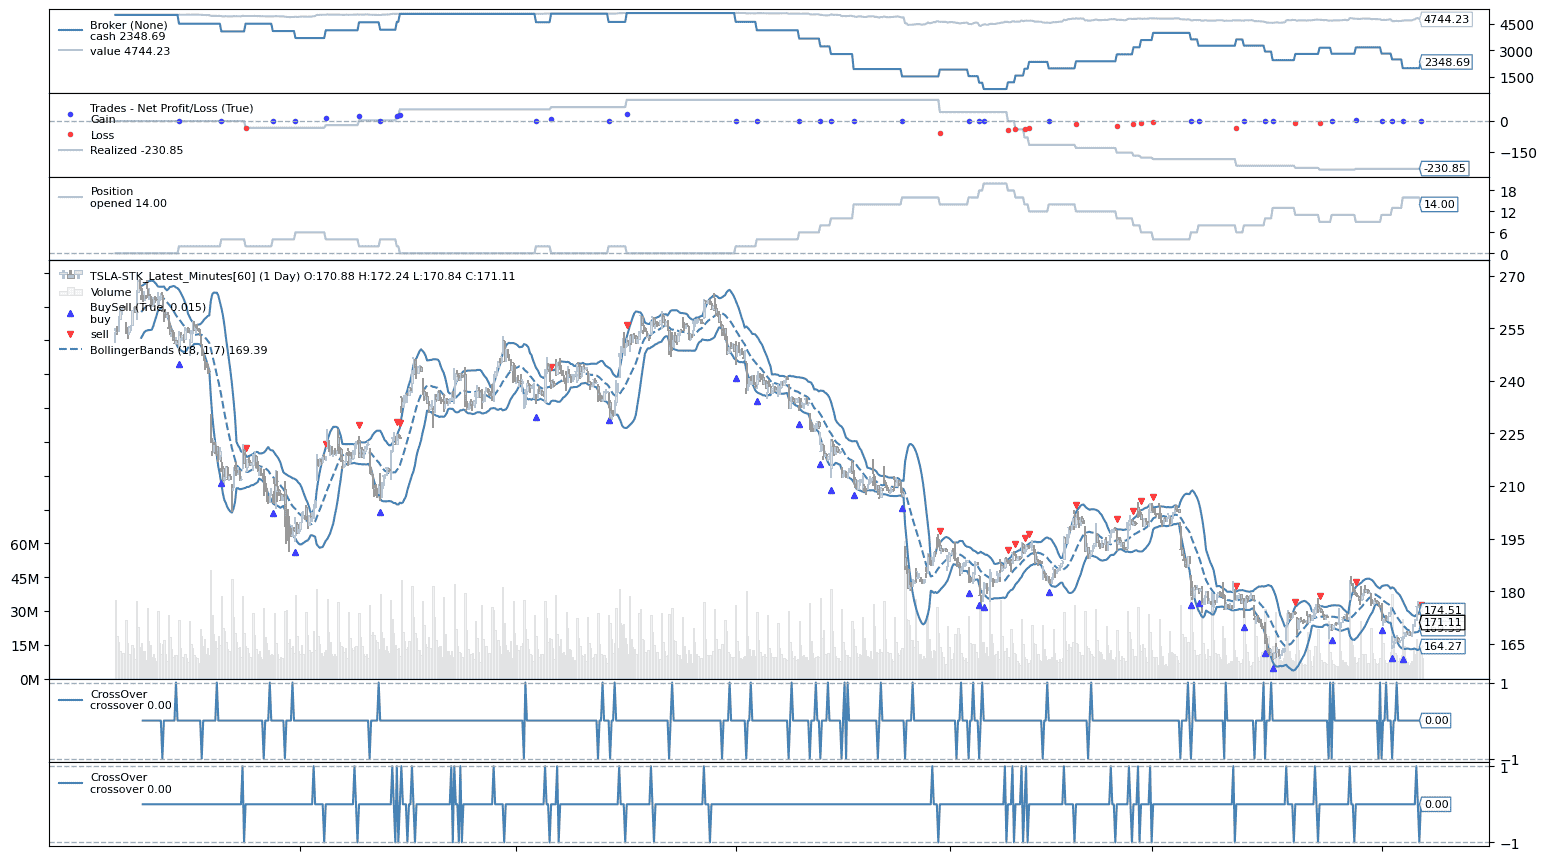 Broker (None)
cash 2348.69
value 4744.23
4744.23
2348.69
4500
3000
1500
Trades - Net Profit/Loss (True)
Gain
Loss
Realized -230.85
0
−150
-230.85
Position
opened 14.00
14.00
18
12
6
0
TSLA-STK_Latest_Minutes[60] (1 Day) O:170.88 H:172.24 L:170.84 C:171.11
Volume
BuySell (True, 0.015)
buy
sell
BollingerBands (18, 1.7) 169.39
270
255
240
225
210
195
180
165
60M
45M
30M
15M
0M
174.51
171.11
164.27
CrossOver
crossover 0.00
0.00
1
−1
CrossOver
crossover 0.00
0.00
1
−1